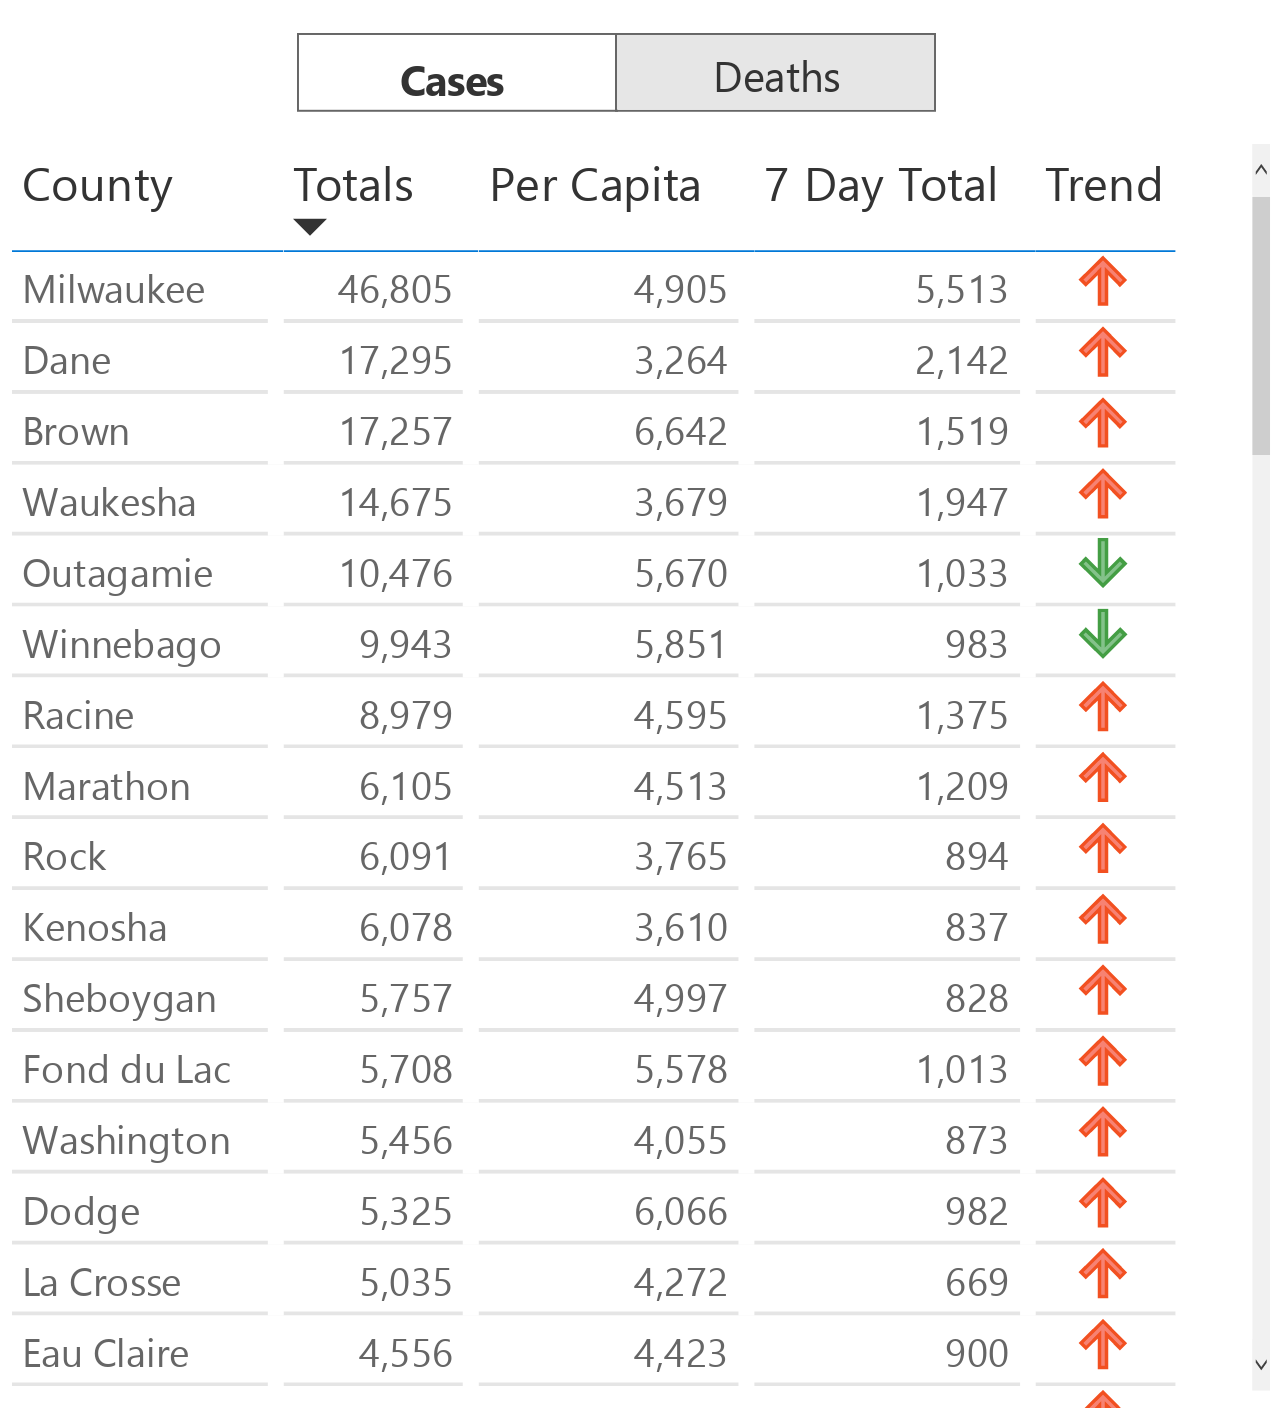 Cases Deaths
County Totals Per Capita 7 Day Total Trend
Milwaukee 46,805 4,905 5,513
Dane 17,295 3,264 2,142
Brown 17,257 6,642 1,519
Waukesha 14,675 3,679 1,947
Outagamie 10,476 5,670 1,033
Winnebago 9,943 5,851 983
Racine 8,979 4,595 1,375
Marathon 6,105 4,513 1,209
Rock 6,091 3,765 894
Kenosha 6,078 3,610 837
Sheboygan 5,757 4,997 828
Fond du Lac 5,708 5,578 1,013
Washington 5,456 4,055 873
Dodge 5,325 6,066 982
La Crosse 5,035 4,272 669
Eau Claire 4,556 4,423 900